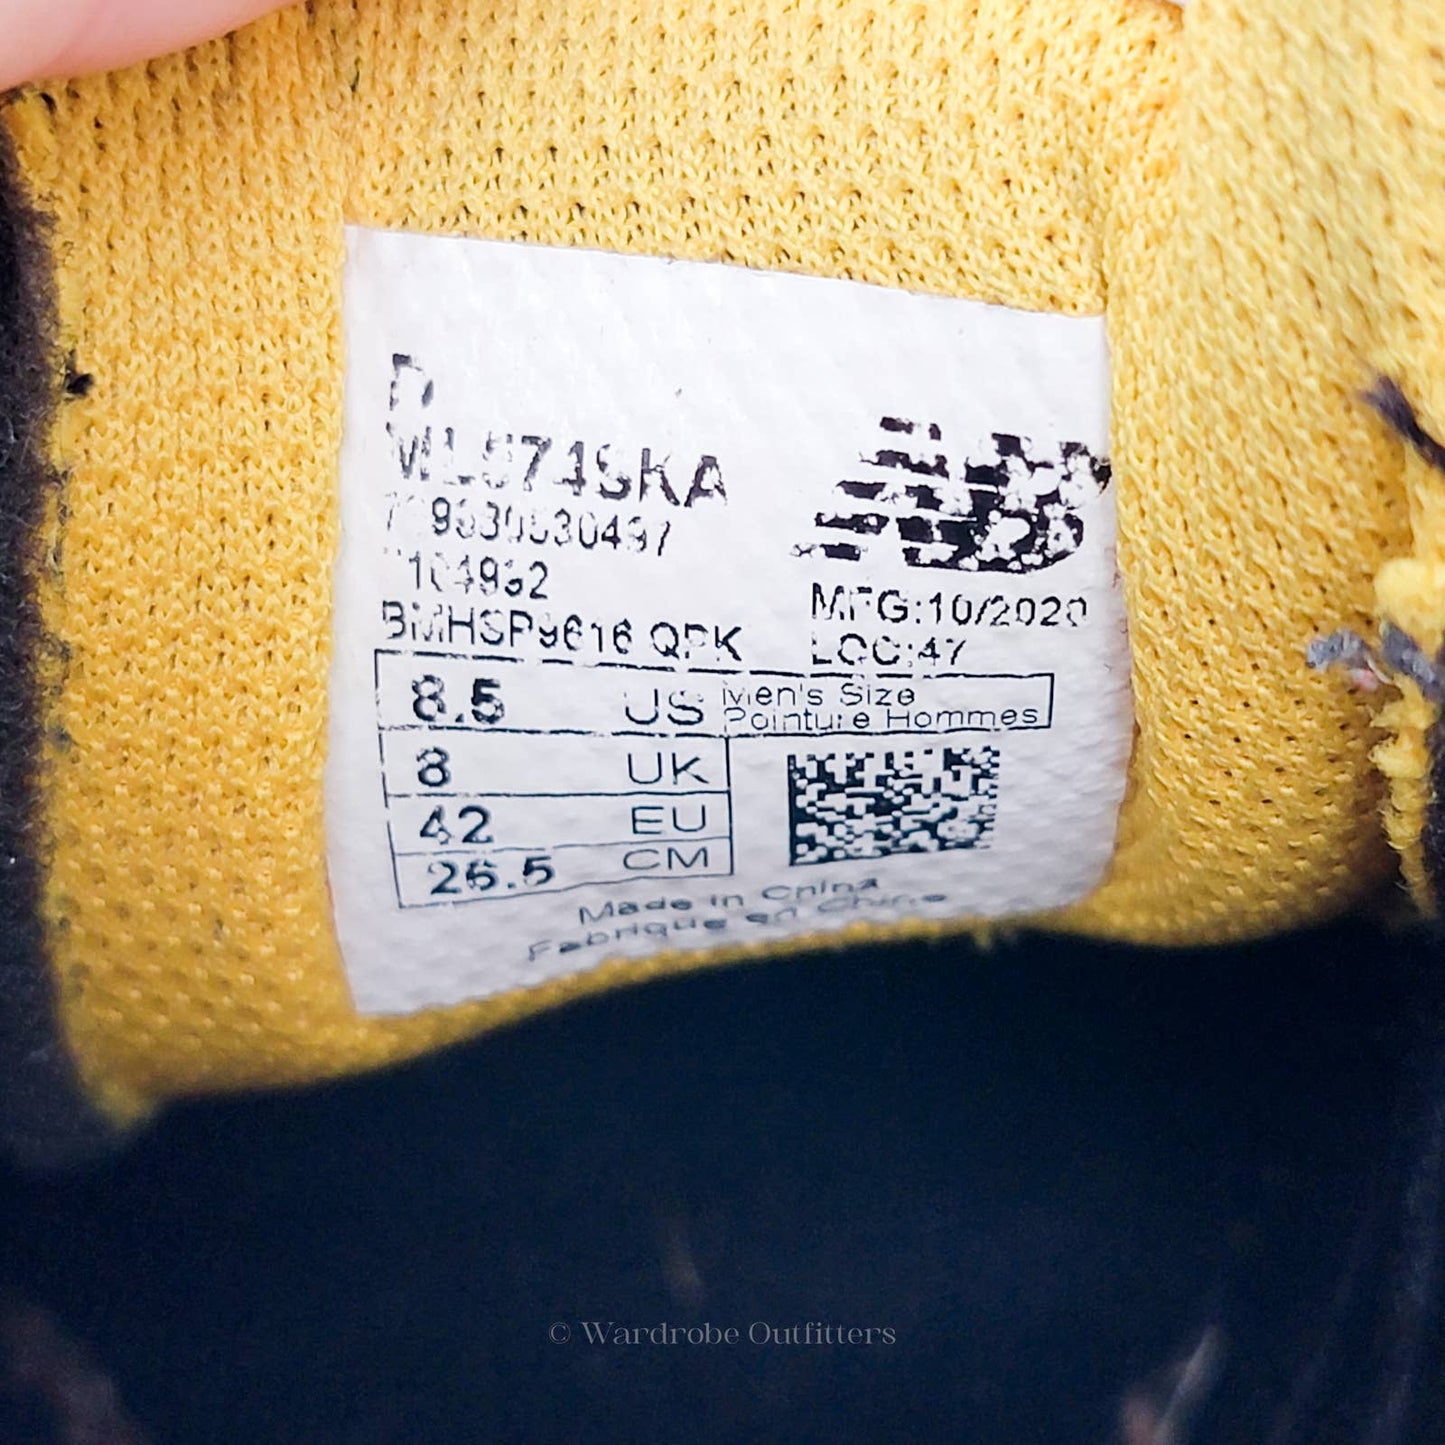 D
ML574SKA
MFG:10/2020
LOC:47
BMHSP9616 QPK
8.5 US Men's Size
Pointure Hommes
8 UK
42 EU
26.5 CM
Made in China
Fabriqué en Chine
© Wardrobe Outfitters